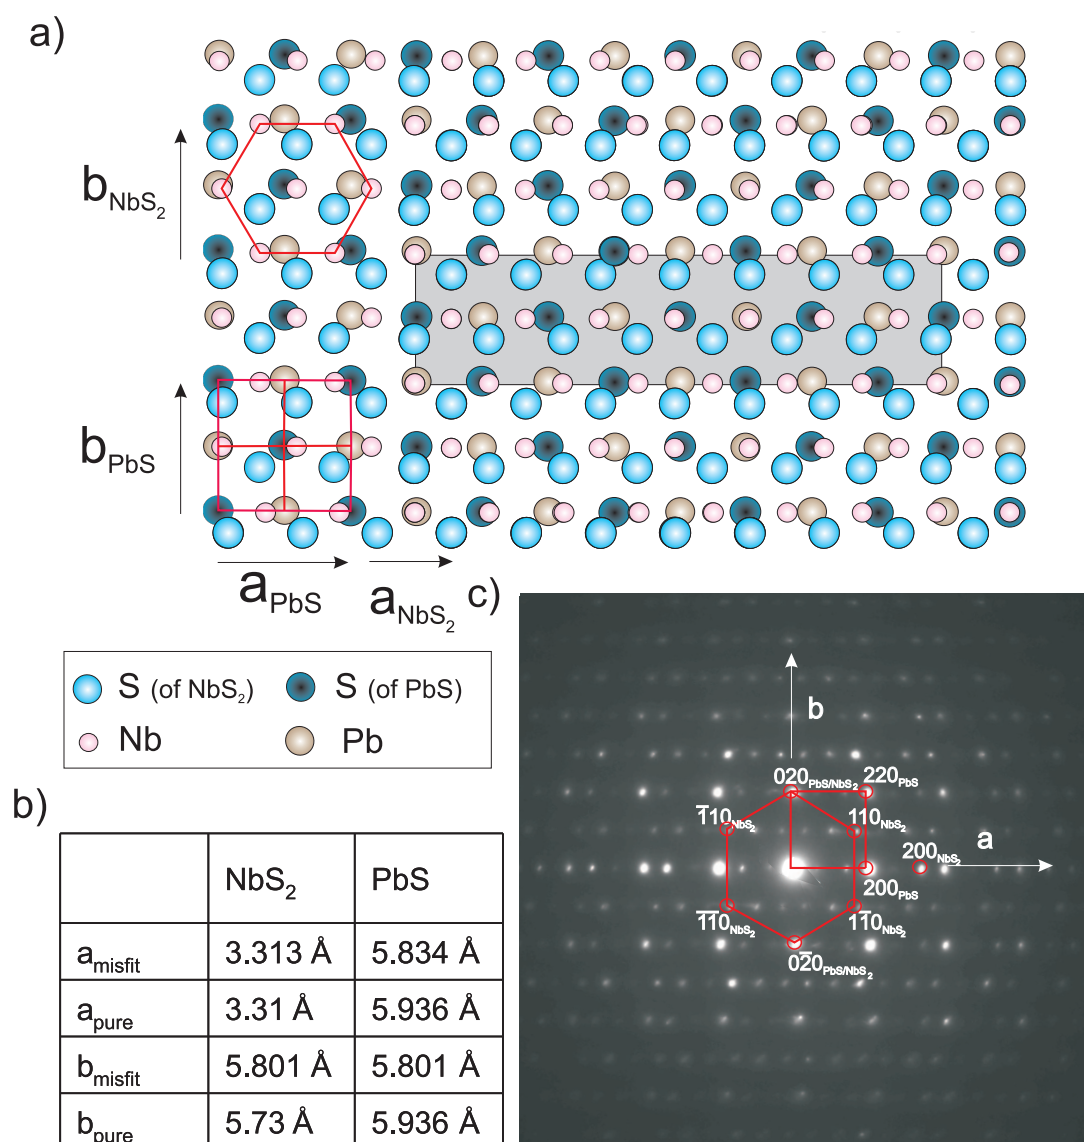 a)
b_NbS₂
b_PbS
a_PbS
a_NbS₂
S (of NbS₂) S (of PbS)
Nb Pb
b)
NbS₂ PbS
a_misfit 3.313 Å 5.834 Å
a_pure 3.31 Å 5.936 Å
b_misfit 5.801 Å 5.801 Å
b_pure 5.73 Å 5.936 Å
c)
b
020_PbS/NbS₂ 220_PbS
1̅10_NbS₂ 110_NbS₂
200_NbS₂ a
200_PbS
1̅1̅0_NbS₂ 11̅0_NbS₂
02̅0_PbS/NbS₂